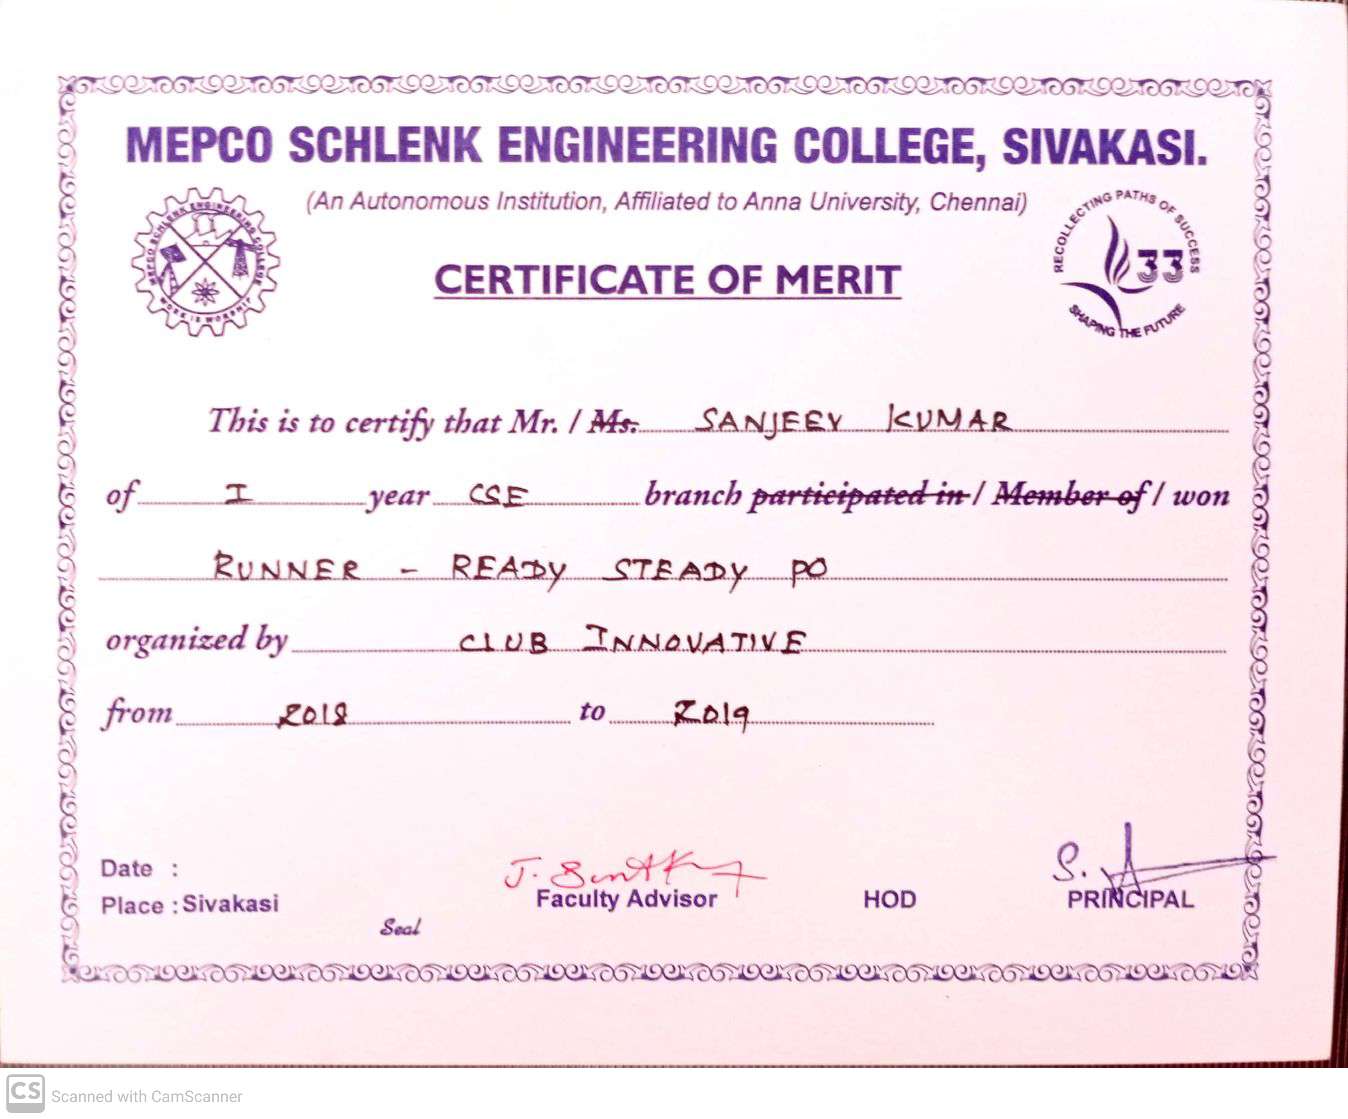 MEPCO SCHLENK ENGINEERING COLLEGE, SIVAKASI.
(An Autonomous Institution, Affiliated to Anna University, Chennai)
MEPCO SCHLENK ENGINEERING COLLEGE
WORK IS WORSHIP
CERTIFICATE OF MERIT
RECOLLECTING PATHS OF SUCCESS
33
SHAPING THE FUTURE
This is to certify that Mr. / Ms. SANJEEV KUMAR
of I year CSE branch participated in / Member of / won
RUNNER - READY STEADY PO
organized by CLUB INNOVATIVE
from 2018 to 2019
Date :
Place : Sivakasi
Seal
Faculty Advisor
HOD
PRINCIPAL
CS Scanned with CamScanner